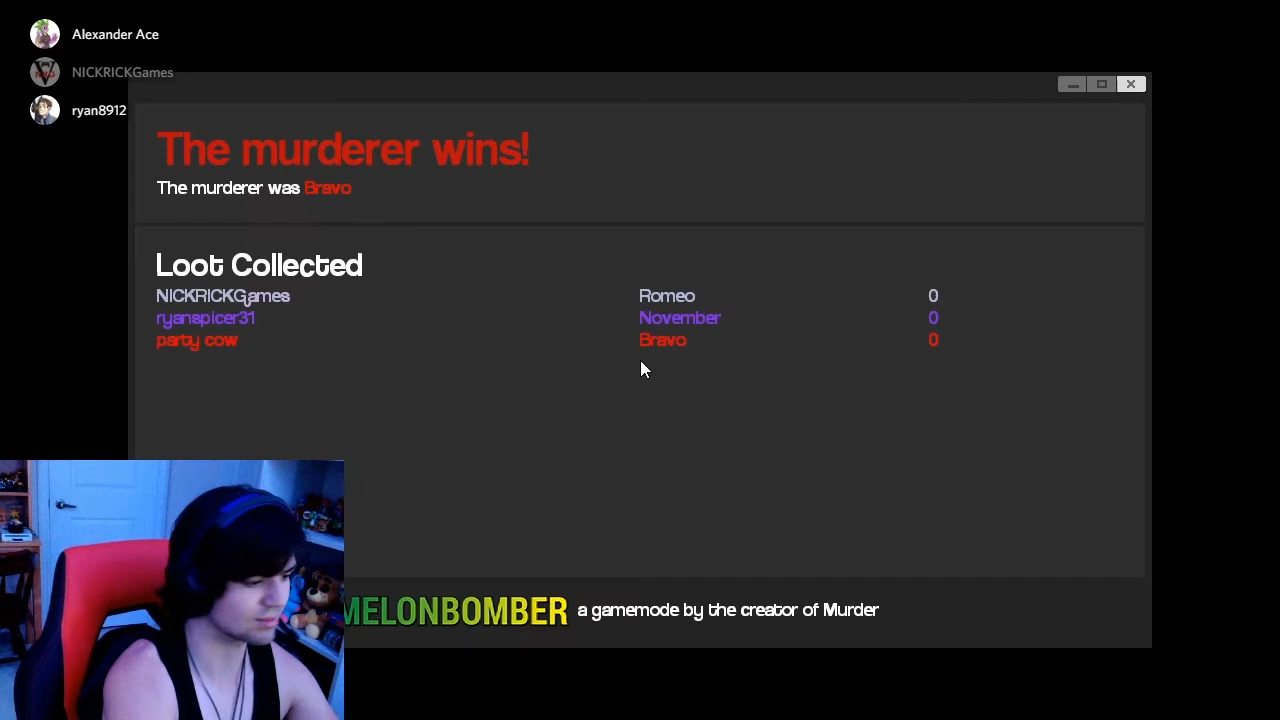 Alexander Ace
NICKRICKGames
ryan8912
The murderer wins!
The murderer was Bravo
Loot Collected
NICKRICKGames Romeo 0
ryanspicer31 November 0
party cow Bravo 0
MELONBOMBER a gamemode by the creator of Murder